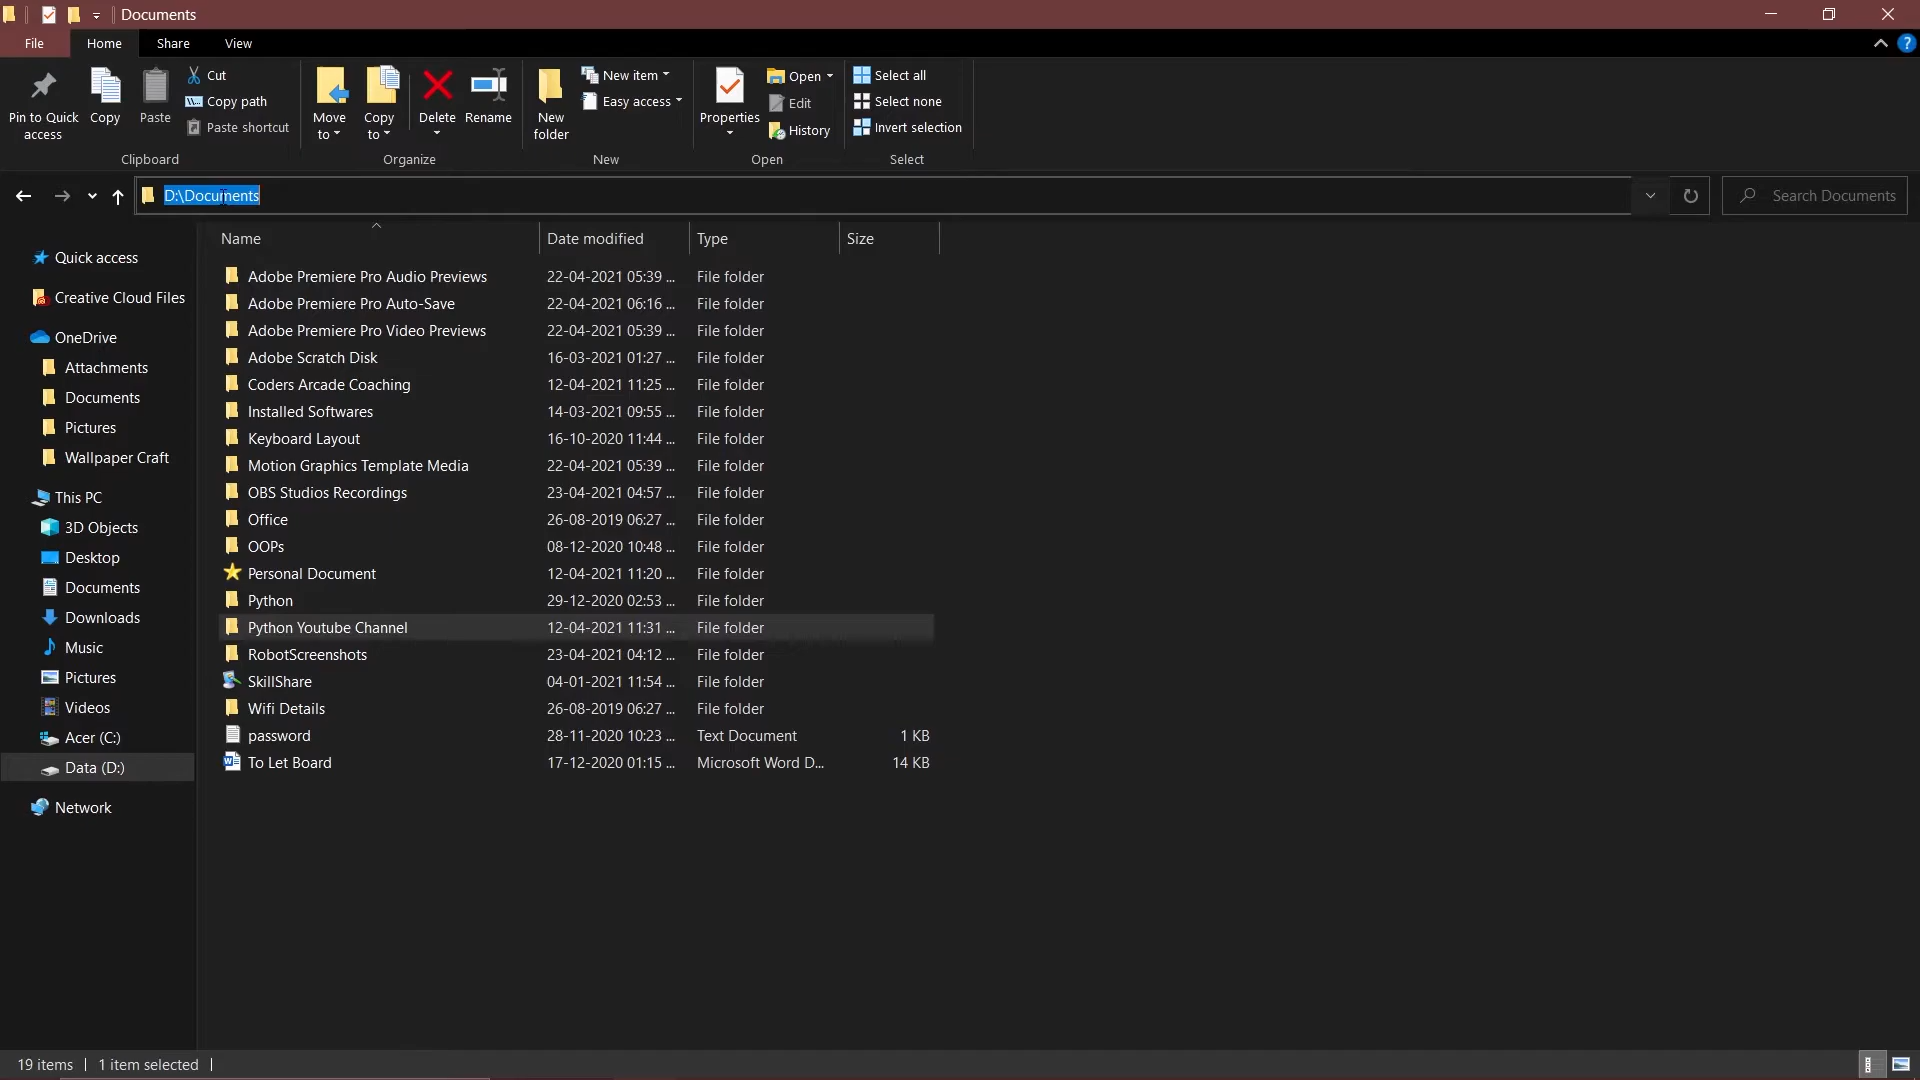 Documents
File Home Share View
Pin to Quick access
Copy
Paste
Cut
Copy path
Paste shortcut
Clipboard
Move to
Copy to
Delete
Rename
Organize
New folder
New item
Easy access
New
Properties
Open
Edit
History
Open
Select all
Select none
Invert selection
Select
D:\Documents
Search Documents
Quick access
Creative Cloud Files
OneDrive
Attachments
Documents
Pictures
Wallpaper Craft
This PC
3D Objects
Desktop
Documents
Downloads
Music
Pictures
Videos
Acer (C:)
Data (D:)
Network
Name Date modified Type Size
Adobe Premiere Pro Audio Previews 22-04-2021 05:39 ... File folder
Adobe Premiere Pro Auto-Save 22-04-2021 06:16 ... File folder
Adobe Premiere Pro Video Previews 22-04-2021 05:39 ... File folder
Adobe Scratch Disk 16-03-2021 01:27 ... File folder
Coders Arcade Coaching 12-04-2021 11:25 ... File folder
Installed Softwares 14-03-2021 09:55 ... File folder
Keyboard Layout 16-10-2020 11:44 ... File folder
Motion Graphics Template Media 22-04-2021 05:39 ... File folder
OBS Studios Recordings 23-04-2021 04:57 ... File folder
Office 26-08-2019 06:27 ... File folder
OOPs 08-12-2020 10:48 ... File folder
Personal Document 12-04-2021 11:20 ... File folder
Python 29-12-2020 02:53 ... File folder
Python Youtube Channel 12-04-2021 11:31 ... File folder
RobotScreenshots 23-04-2021 04:12 ... File folder
SkillShare 04-01-2021 11:54 ... File folder
Wifi Details 26-08-2019 06:27 ... File folder
password 28-11-2020 10:23 ... Text Document 1 KB
To Let Board 17-12-2020 01:15 ... Microsoft Word D... 14 KB
19 items 1 item selected